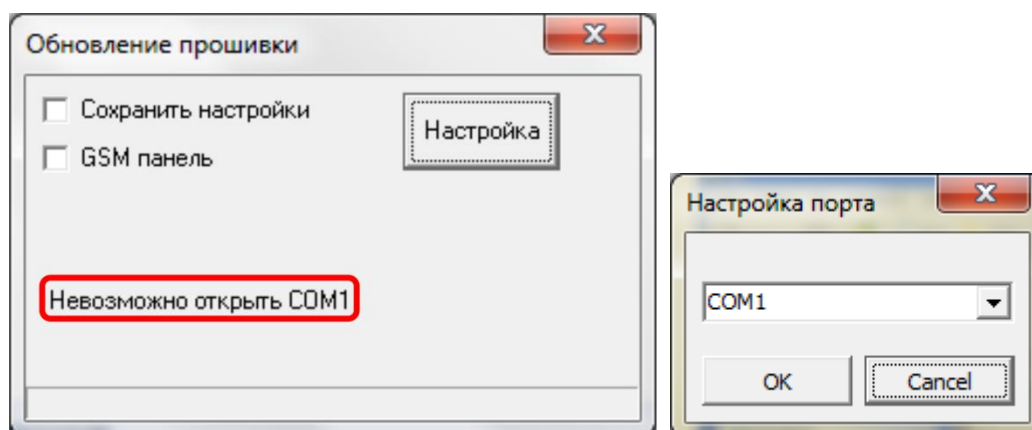 Обновление прошивки
Сохранить настройки
GSM панель
Настройка
Невозможно открыть COM1
Настройка порта
COM1
OK
Cancel